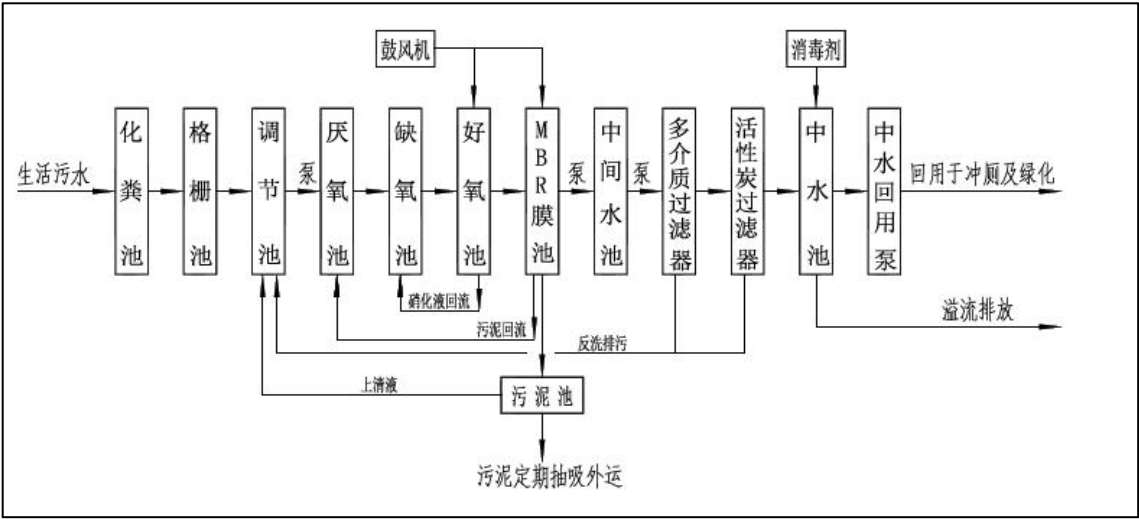 鼓风机
消毒剂
生活污水
化粪池
格栅池
调节池
泵
厌氧池
缺氧池
好氧池
MBR膜池
泵
中间水池
泵
多介质过滤器
活性炭过滤器
中水池
中水回用泵
回用于冲厕及绿化
硝化液回流
溢流排放
污泥回流
反洗排污
上清液
污泥池
污泥定期抽吸外运